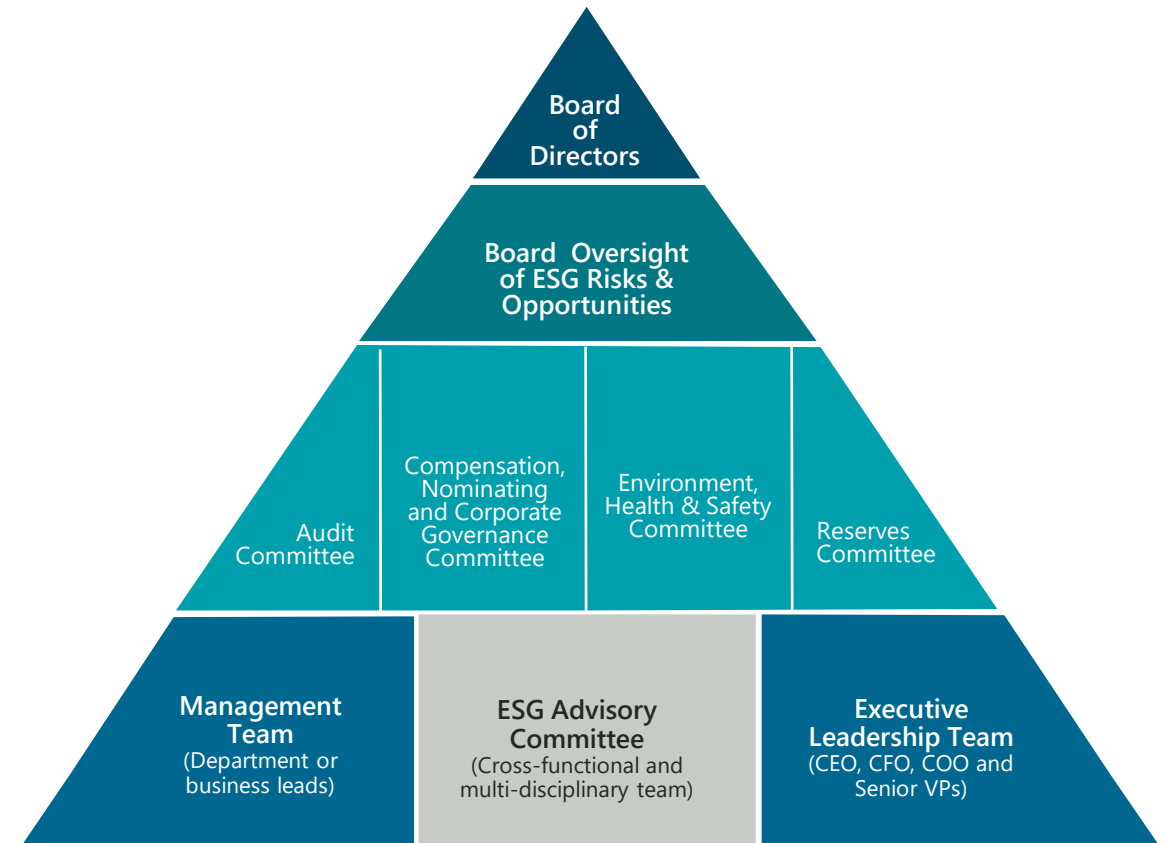 Board
of
Directors
Board Oversight
of ESG Risks &
Opportunities
Audit
Committee
Compensation,
Nominating
and Corporate
Governance
Committee
Environment,
Health & Safety
Committee
Reserves
Committee
Management
Team
(Department or
business leads)
ESG Advisory
Committee
(Cross-functional and
multi-disciplinary team)
Executive
Leadership Team
(CEO, CFO, COO and
Senior VPs)